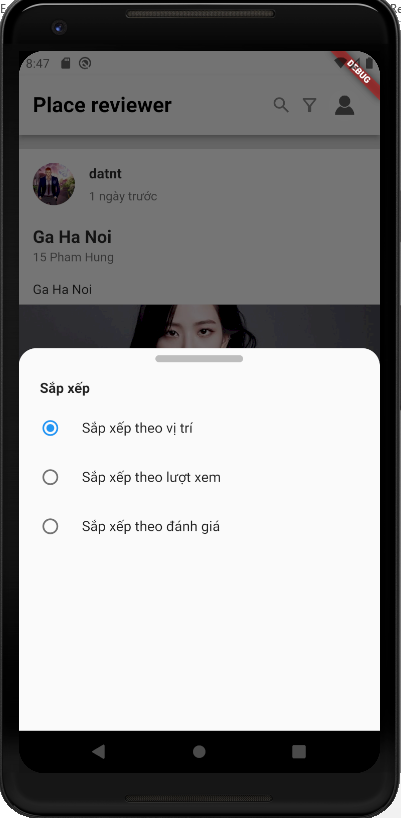 8:47
DEBUG
Place reviewer
datnt
1 ngày trước
Ga Ha Noi
15 Pham Hung
Ga Ha Noi
Sắp xếp
Sắp xếp theo vị trí
Sắp xếp theo lượt xem
Sắp xếp theo đánh giá